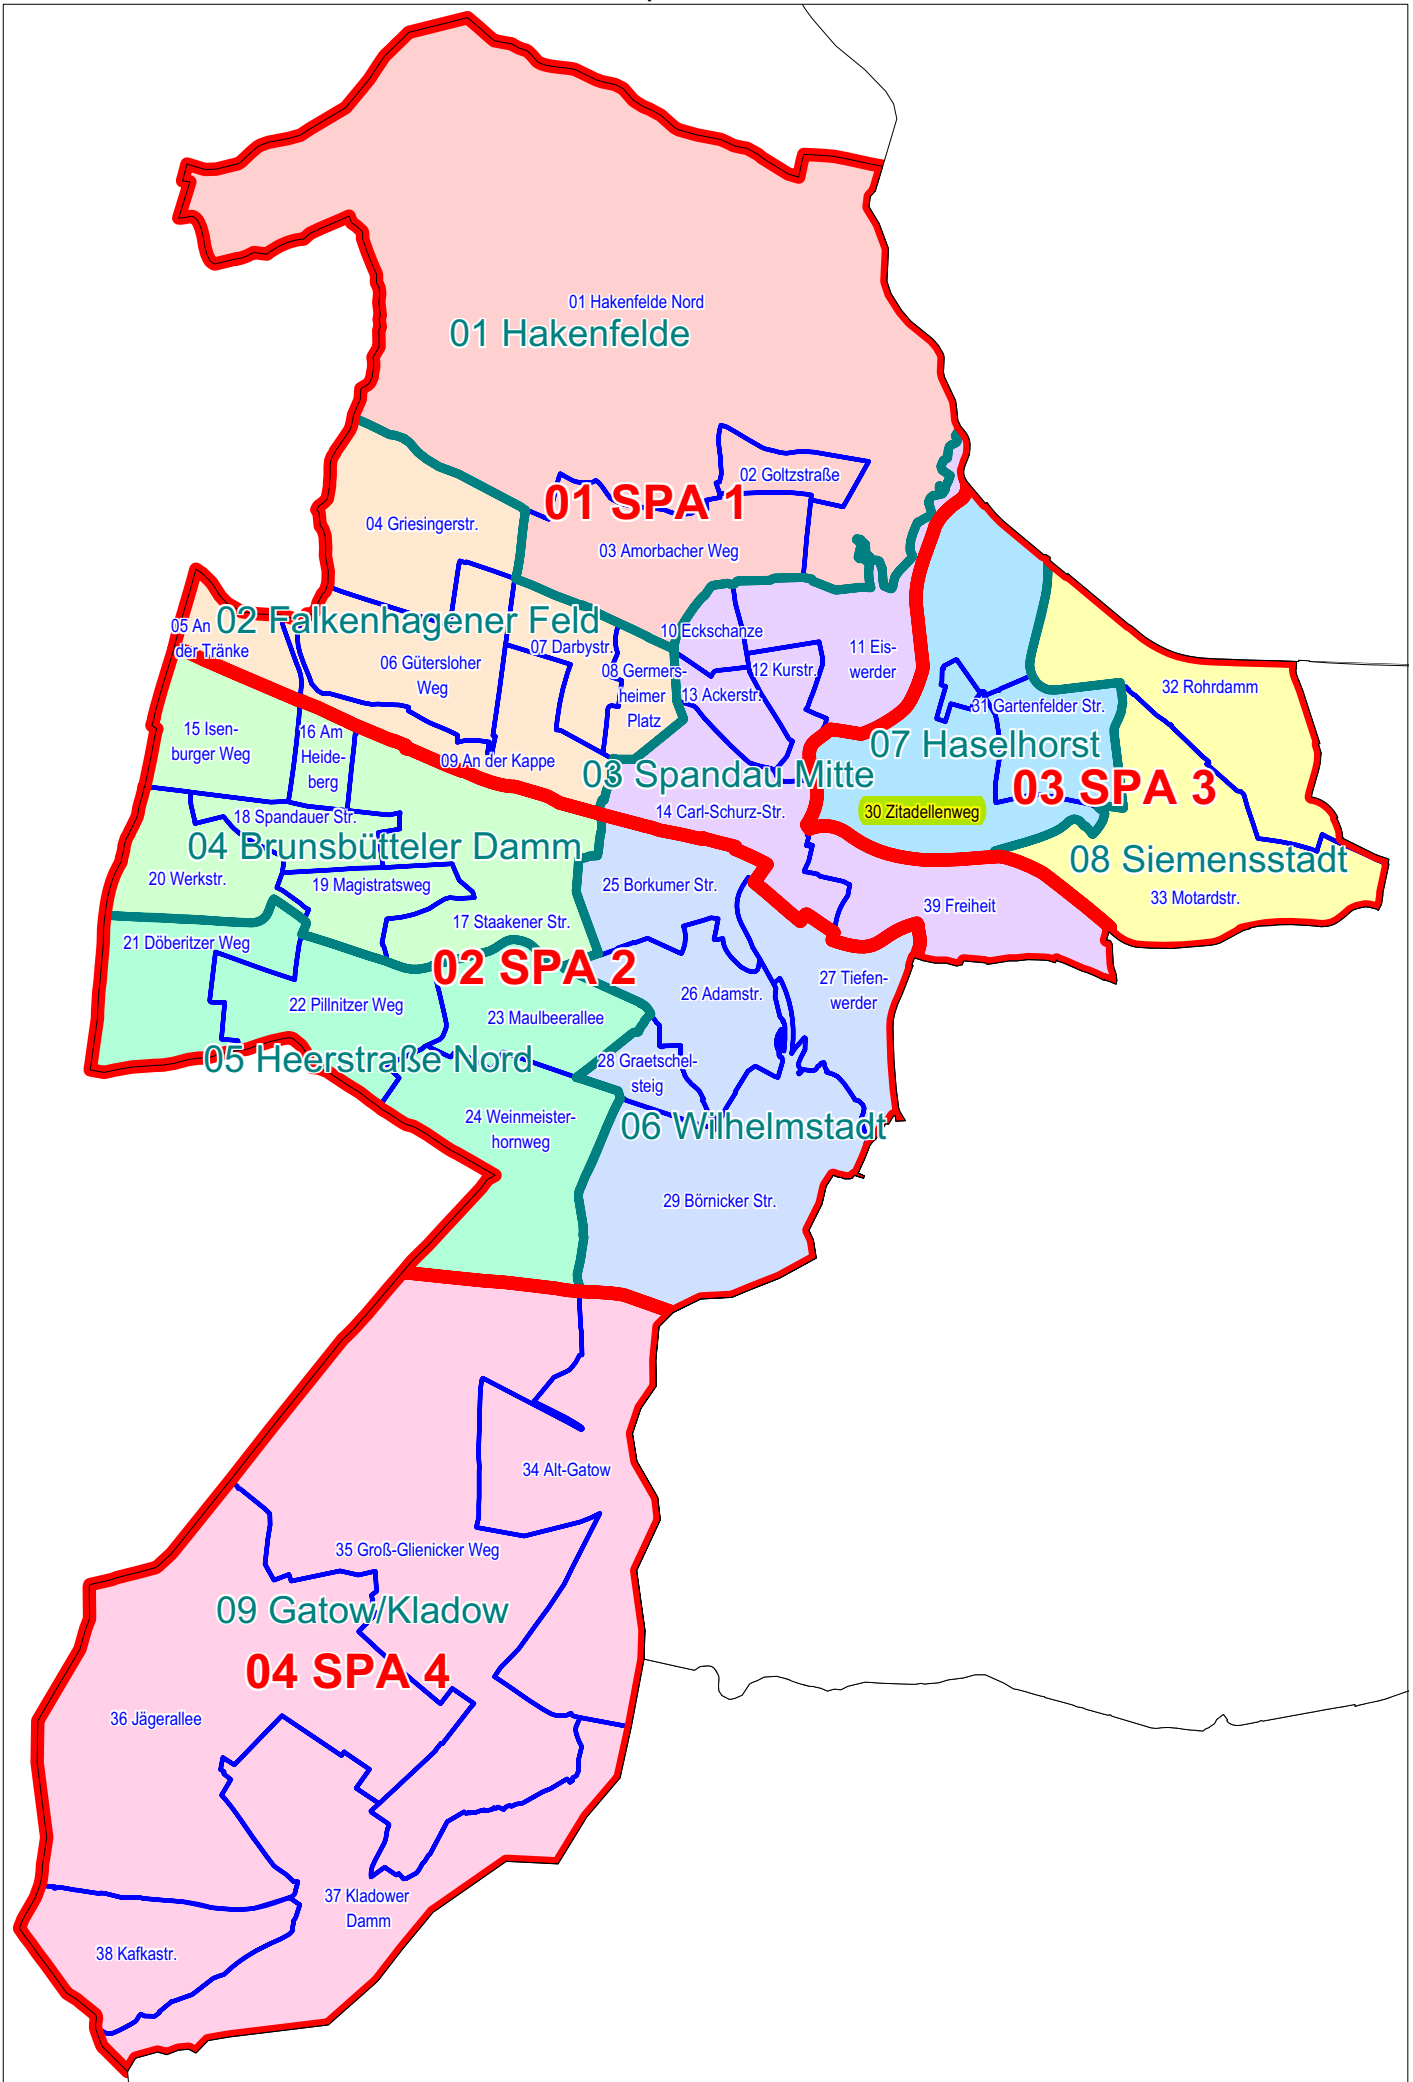 01 Hakenfelde Nord
01 Hakenfelde
02 Goltzstraße
01 SPA 1
04 Griesingerstr.
03 Amorbacher Weg
05 An
der Tränke
02 Falkenhagener Feld
10 Eckschanze
07 Darbystr.
11 Eis-
werder
06 Gütersloher
Weg
08 Germers-
heimer
Platz
12 Kurstr.
13 Ackerstr.
32 Rohrdamm
31 Gartenfelder Str.
15 Isen-
burger Weg
16 Am
Heide-
berg
07 Haselhorst
09 An der Kappe
03 Spandau Mitte
03 SPA 3
14 Carl-Schurz-Str.
30 Zitadellenweg
18 Spandauer Str.
04 Brunsbütteler Damm
08 Siemensstadt
20 Werkstr.
19 Magistratsweg
25 Borkumer Str.
33 Motardstr.
39 Freiheit
17 Staakener Str.
21 Döberitzer Weg
02 SPA 2
27 Tiefen-
werder
26 Adamstr.
22 Pillnitzer Weg
23 Maulbeerallee
05 Heerstraße Nord
28 Graetschel-
steig
24 Weinmeister-
hornweg
06 Wilhelmstadt
29 Börnicker Str.
34 Alt-Gatow
35 Groß-Glienicker Weg
09 Gatow/Kladow
04 SPA 4
36 Jägerallee
37 Kladower
Damm
38 Kafkastr.